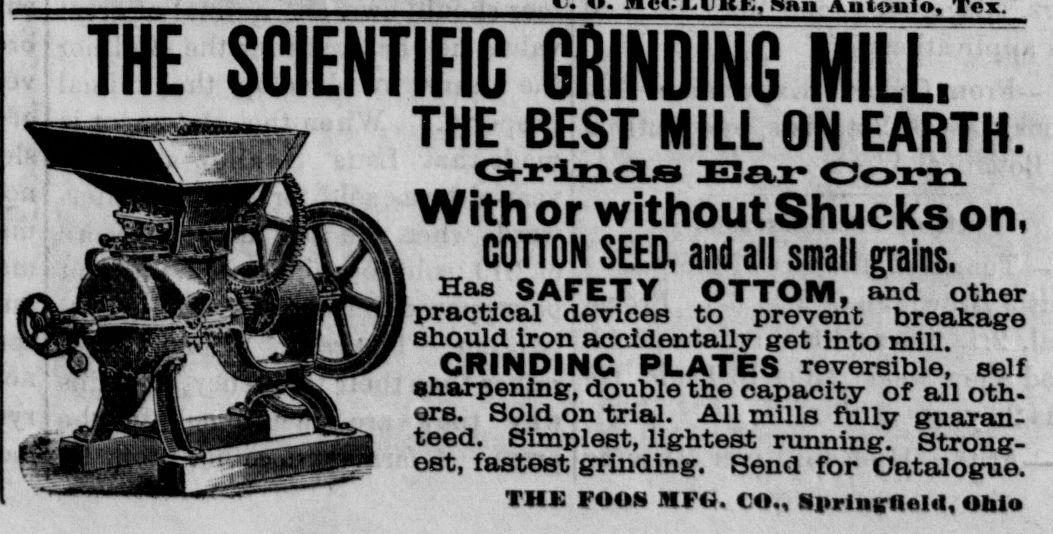 C. O. McCLURE, San Antonio, Tex.
THE SCIENTIFIC GRINDING MILL.
THE BEST MILL ON EARTH.
Grinds Ear Corn
With or without Shucks on,
COTTON SEED, and all small grains.
Has SAFETY OTTOM, and other
practical devices to prevent breakage
should iron accidentally get into mill.
GRINDING PLATES reversible, self
sharpening, double the capacity of all oth-
ers. Sold on trial. All mills fully guaran-
teed. Simplest, lightest running. Strong-
est, fastest grinding. Send for Catalogue.
THE FOOS MFG. CO., Springfield, Ohio